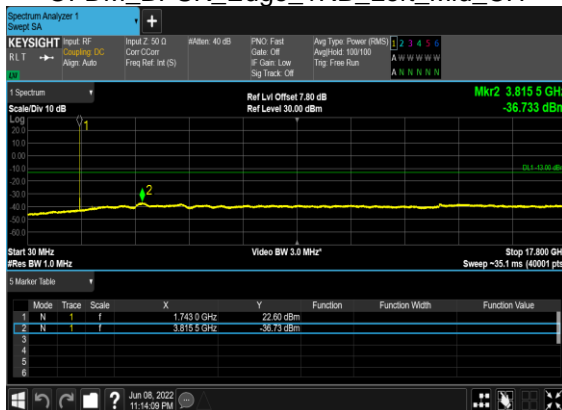 Spectrum Analyzer 1
Swept SA
+
KEYSIGHT Input: RF Input Z: 50 Ω #Atten: 40 dB PNO: Fast Avg Type: Power (RMS) 1 2 3 4 5 6
RLT Coupling: DC Corr CCorr Gate: Off Avg|Hold: 100/100 A W W W W W
Align: Auto Freq Ref: Int (S) IF Gain: Low Trig: Free Run
Sig Track: Off A N N N N N
LW
1 Spectrum Ref Lvl Offset 7.80 dB Mkr2 3.815 5 GHz
Scale/Div 10 dB Ref Level 30.00 dBm -36.733 dBm
Log
20.0
10.0
0.00
-10.0
DL1 -13.00 dBm
-20.0
-30.0
-40.0
-50.0
-60.0
1
2
Start 30 MHz Video BW 3.0 MHz* Stop 17.800 GHz
#Res BW 1.0 MHz Sweep ~35.1 ms (40001 pts)
5 Marker Table
Mode Trace Scale X Y Function Function Width Function Value
1 N 1 f 1.743 0 GHz 22.60 dBm
2 N 1 f 3.815 5 GHz -36.73 dBm
3
4
5
6
? Jun 08, 2022
11:14:09 PM